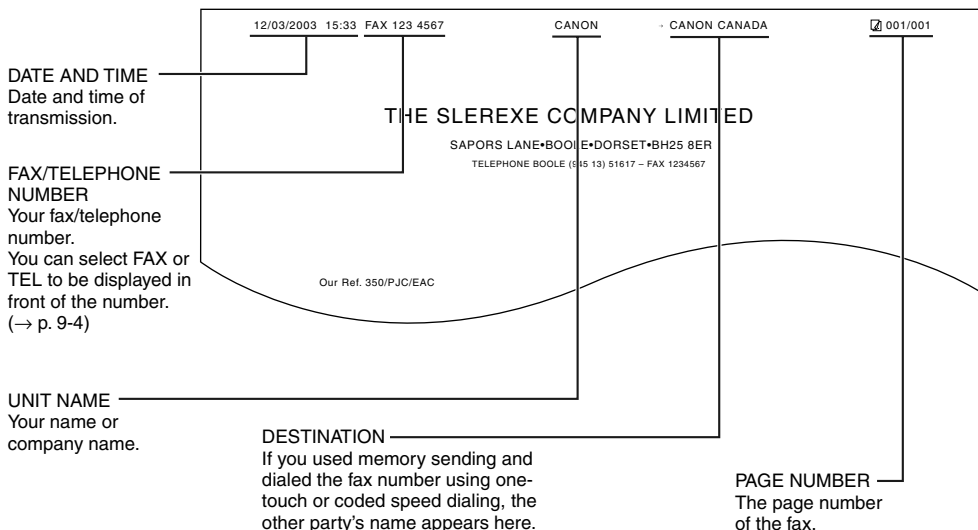 12/03/2003 15:33 FAX 123 4567 CANON → CANON CANADA 001/001
DATE AND TIME
Date and time of
transmission.
THE SLEREXE COMPANY LIMITED
SAPORS LANE•BOOLE•DORSET•BH25 8ER
TELEPHONE BOOLE (945 13) 51617 – FAX 1234567
FAX/TELEPHONE
NUMBER
Your fax/telephone
number.
You can select FAX or
TEL to be displayed in
front of the number.
(→ p. 9-4)
Our Ref. 350/PJC/EAC
UNIT NAME
Your name or
company name.
DESTINATION
If you used memory sending and
dialed the fax number using one-
touch or coded speed dialing, the
other party's name appears here.
PAGE NUMBER
The page number
of the fax.